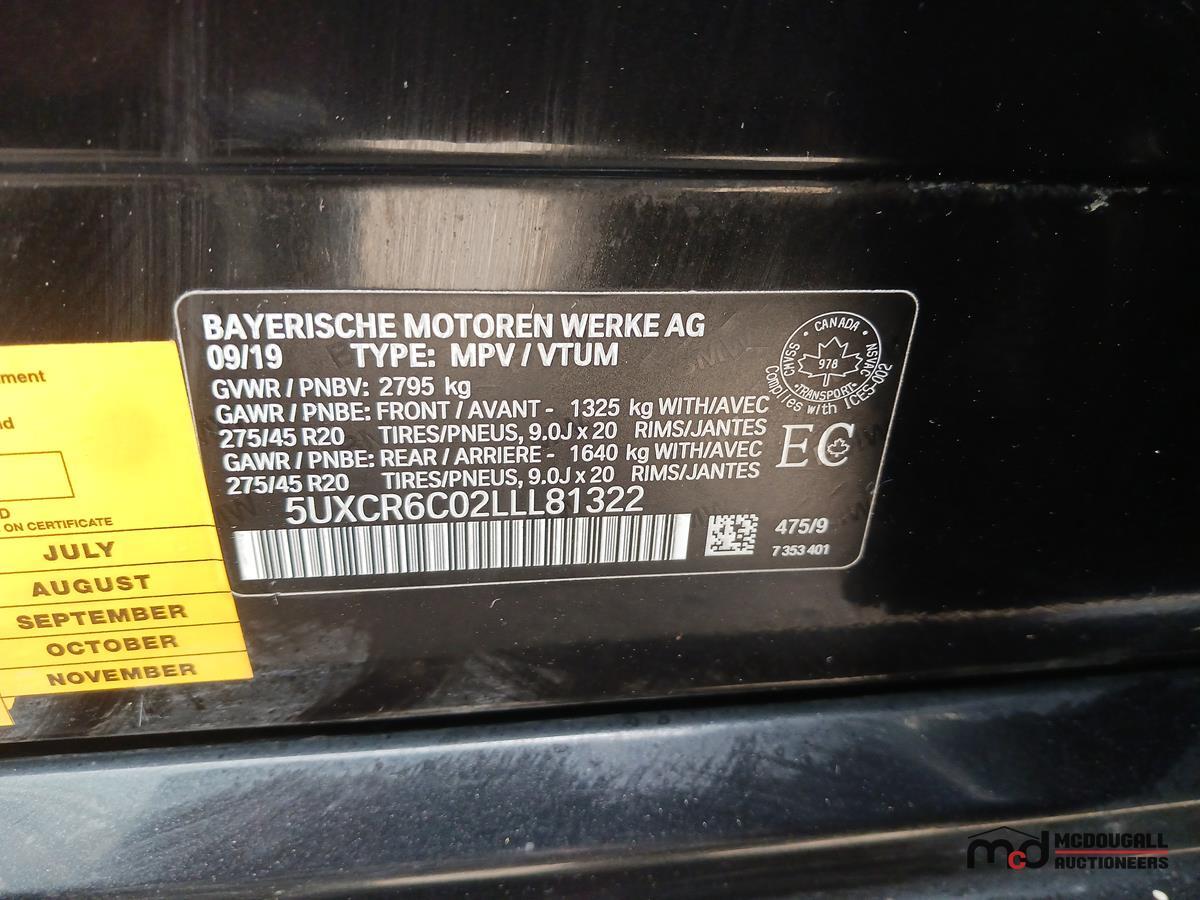 BAYERISCHE MOTOREN WERKE AG
09/19 TYPE: MPV / VTUM
GVWR / PNBV: 2795 kg
GAWR / PNBE: FRONT / AVANT - 1325 kg WITH/AVEC
275/45 R20 TIRES/PNEUS, 9.0J x 20 RIMS/JANTES
GAWR / PNBE: REAR / ARRIERE - 1640 kg WITH/AVEC
275/45 R20 TIRES/PNEUS, 9.0J x 20 RIMS/JANTES
5UXCR6C02LLL81322
CANADA
CMVSS
NSVAC
978
TRANSPORT
Complies with ICES-002
EC
475/9
7 353 401
ON CERTIFICATE
JULY
AUGUST
SEPTEMBER
OCTOBER
NOVEMBER
mcd MCDOUGALL
AUCTIONEERS